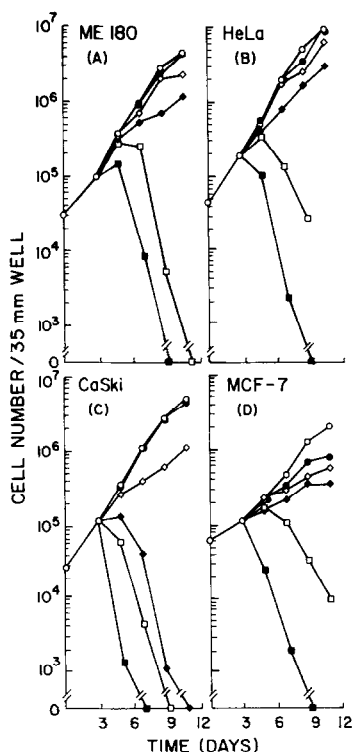 ME 180
(A)
HeLa
(B)
10⁷
10⁶
10⁵
10⁴
10³
0
CELL NUMBER / 35 mm WELL
CaSki
(C)
MCF-7
(D)
10⁷
10⁶
10⁵
10⁴
10³
0
3 6 9 12
3 6 9 12
TIME (DAYS)